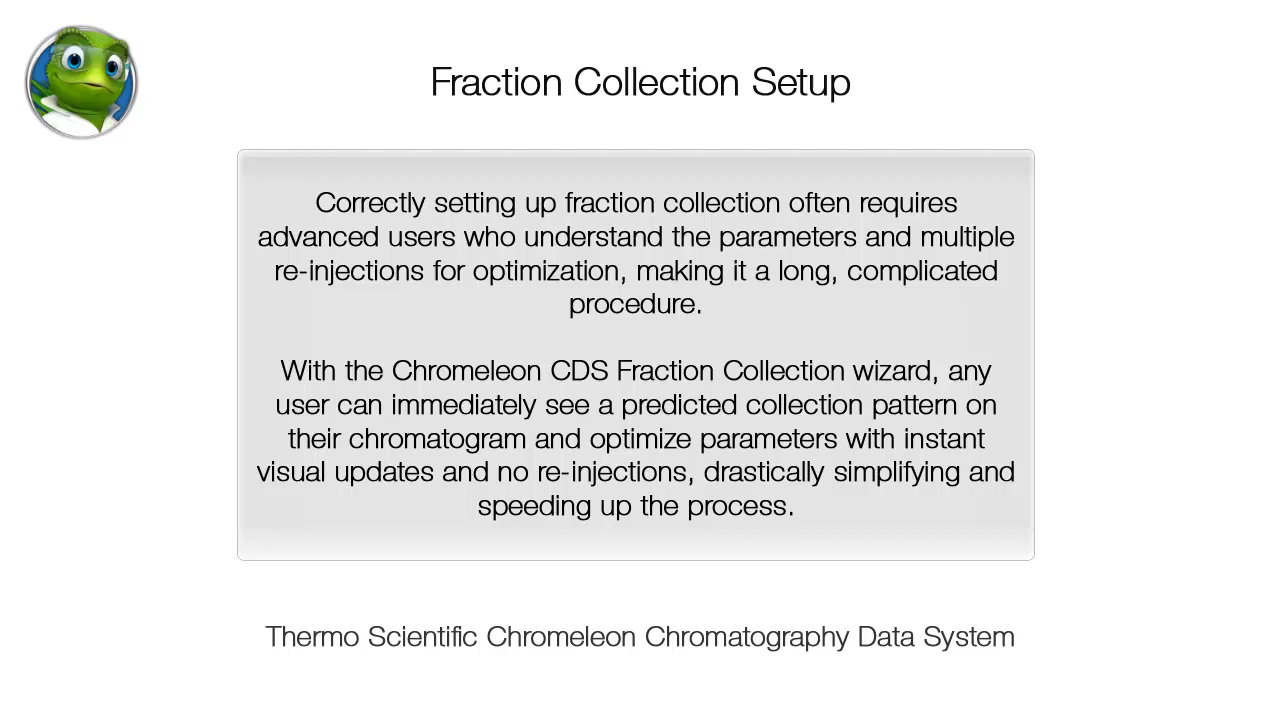 Fraction Collection Setup
Correctly setting up fraction collection often requires
advanced users who understand the parameters and multiple
re-injections for optimization, making it a long, complicated
procedure.
With the Chromeleon CDS Fraction Collection wizard, any
user can immediately see a predicted collection pattern on
their chromatogram and optimize parameters with instant
visual updates and no re-injections, drastically simplifying and
speeding up the process.
Thermo Scientific Chromeleon Chromatography Data System